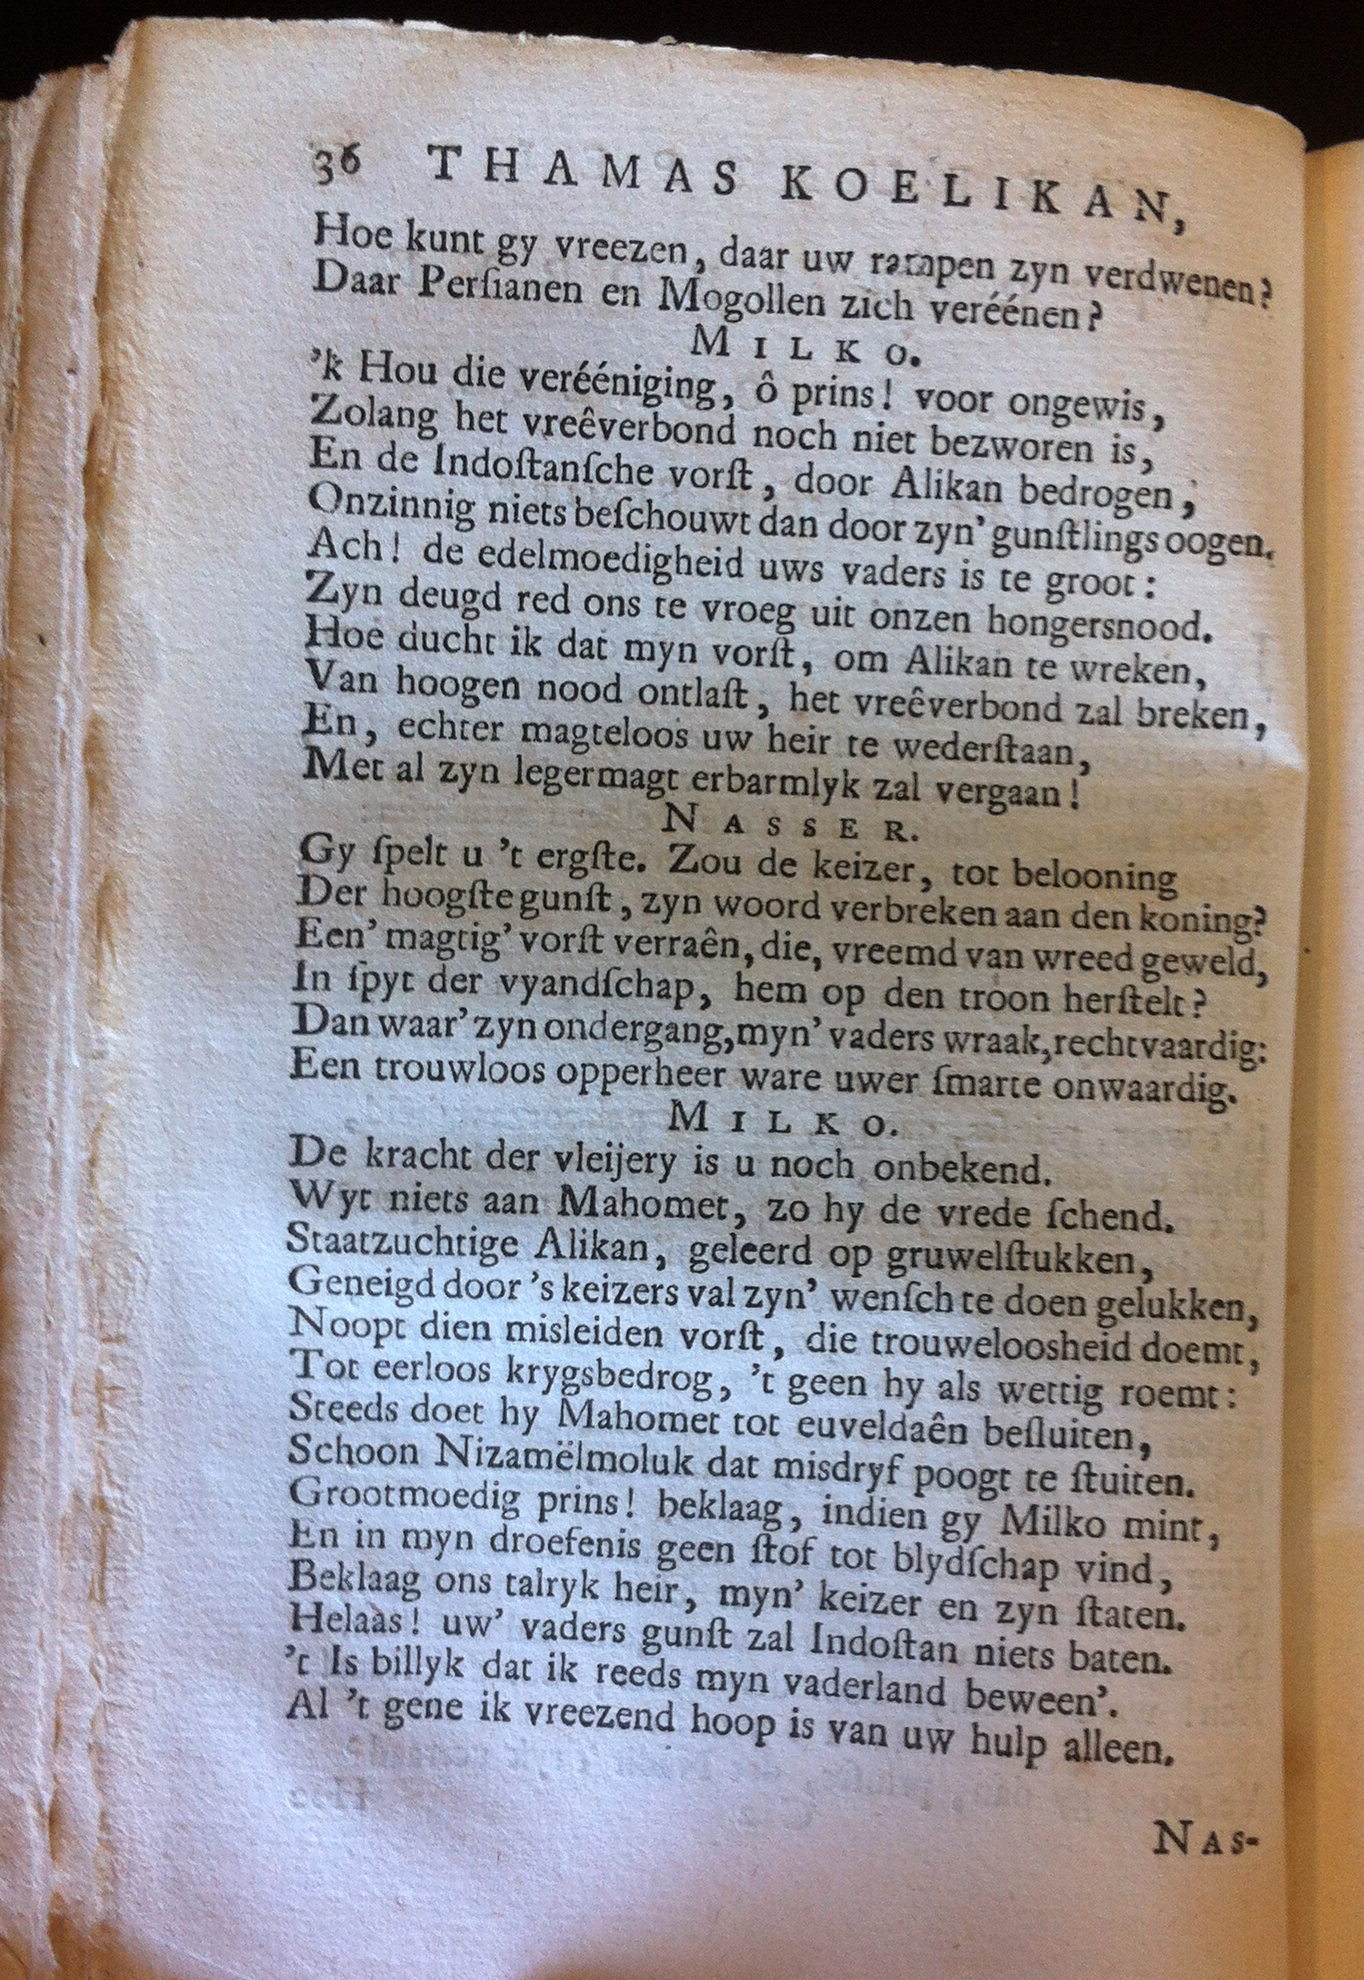 36 THAMAS KOELIKAN,
Hoe kunt gy vreezen, daar uw rampen zyn verdwenen?
Daar Perſianen en Mogollen zich veréénen?
MILKO.
'k Hou die verééniging, ô prins! voor ongewis,
Zolang het vreêverbond noch niet bezworen is,
En de Indoſtanſche vorſt, door Alikan bedrogen,
Onzinnig niets beſchouwt dan door zyn' gunſtlings oogen.
Ach! de edelmoedigheid uws vaders is te groot:
Zyn deugd red ons te vroeg uit onzen hongersnood.
Hoe ducht ik dat myn vorſt, om Alikan te wreken,
Van hoogen nood ontlaſt, het vreêverbond zal breken,
En, echter magteloos uw heir te wederſtaan,
Met al zyn legermagt erbarmlyk zal vergaan!
NASSER.
Gy ſpelt u 't ergſte. Zou de keizer, tot belooning
Der hoogſte gunſt, zyn woord verbreken aan den koning?
Een' magtig' vorſt verraên, die, vreemd van wreed geweld,
In ſpyt der vyandſchap, hem op den troon herſtelt?
Dan waar' zyn ondergang, myn' vaders wraak, rechtvaardig:
Een trouwloos opperheer ware uwer ſmarte onwaardig.
MILKO.
De kracht der vleijery is u noch onbekend.
Wyt niets aan Mahomet, zo hy de vrede ſchend.
Staatzuchtige Alikan, geleerd op gruwelſtukken,
Geneigd door 's keizers val zyn' wenſch te doen gelukken,
Noopt dien misleiden vorſt, die trouweloosheid doemt,
Tot eerloos krygsbedrog, 't geen hy als wettig roemt:
Steeds doet hy Mahomet tot euveldaên beſluiten,
Schoon Nizamëlmoluk dat misdryf poogt te ſtuiten.
Grootmoedig prins! beklaag, indien gy Milko mint,
En in myn droefenis geen ſtof tot blydſchap vind,
Beklaag ons talryk heir, myn' keizer en zyn ſtaten.
Helaas! uw' vaders gunſt zal Indoſtan niets baten.
't Is billyk dat ik reeds myn vaderland beween'.
Al 't gene ik vreezend hoop is van uw hulp alleen.
NAS-